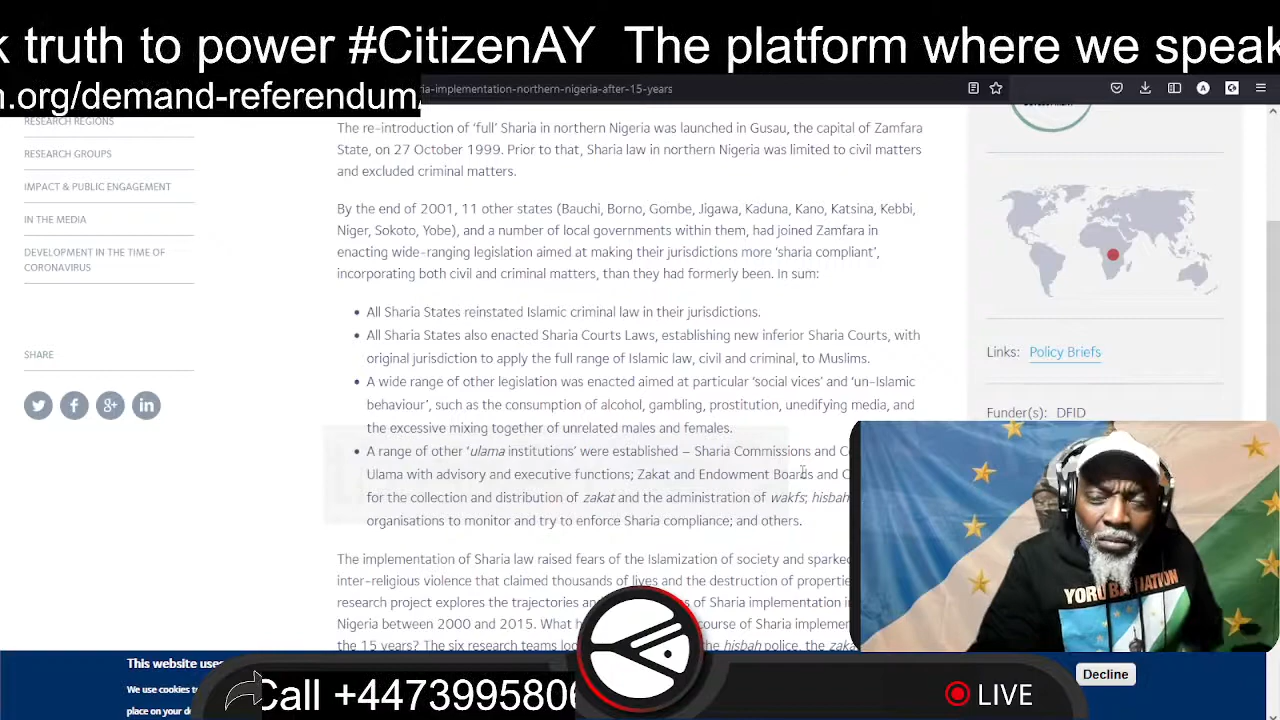 truth to power #CitizenAY The platform where we speak
.org/demand-referendum/
-implementation-northern-nigeria-after-15-years
RESEARCH REGIONS
RESEARCH GROUPS
IMPACT & PUBLIC ENGAGEMENT
IN THE MEDIA
DEVELOPMENT IN THE TIME OF
CORONAVIRUS
SHARE
The re-introduction of ‘full’ Sharia in northern Nigeria was launched in Gusau, the capital of Zamfara
State, on 27 October 1999. Prior to that, Sharia law in northern Nigeria was limited to civil matters
and excluded criminal matters.
By the end of 2001, 11 other states (Bauchi, Borno, Gombe, Jigawa, Kaduna, Kano, Katsina, Kebbi,
Niger, Sokoto, Yobe), and a number of local governments within them, had joined Zamfara in
enacting wide-ranging legislation aimed at making their jurisdictions more ‘sharia compliant’,
incorporating both civil and criminal matters, than they had formerly been. In sum:
• All Sharia States reinstated Islamic criminal law in their jurisdictions.
• All Sharia States also enacted Sharia Courts Laws, establishing new inferior Sharia Courts, with
original jurisdiction to apply the full range of Islamic law, civil and criminal, to Muslims.
• A wide range of other legislation was enacted aimed at particular ‘social vices’ and ‘un-Islamic
behaviour’, such as the consumption of alcohol, gambling, prostitution, unedifying media, and
the excessive mixing together of unrelated males and females.
• A range of other ‘ulama institutions’ were established – Sharia Commissions and
Ulama with advisory and executive functions; Zakat and Endowment Boards and
for the collection and distribution of zakat and the administration of wakfs; hisbah
organisations to monitor and try to enforce Sharia compliance; and others.
The implementation of Sharia law raised fears of the Islamization of society and sparked
inter-religious violence that claimed thousands of lives and the destruction of properties
research project explores the trajectories of Sharia implementation
Nigeria between 2000 and 2015. What course of Sharia
the 15 years? The six research teams the hisbah police, the
Links: Policy Briefs
Funder(s): DFID
YORUBA NATION
This website uses
We use cookies
place on your
Decline
Call +4473995806
LIVE